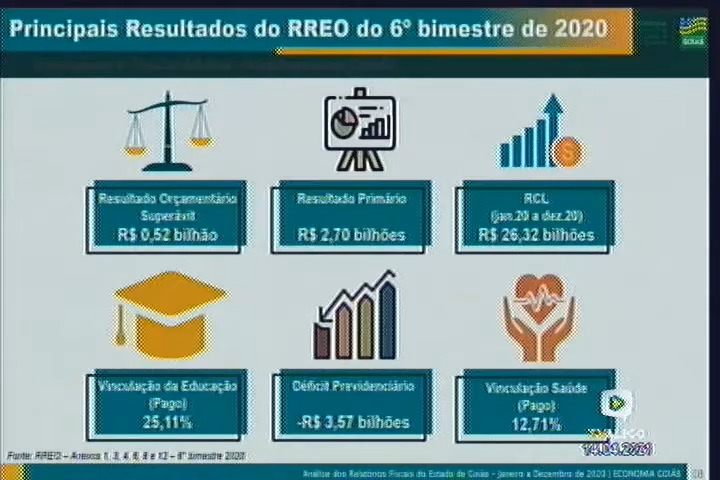 Principais Resultados do RREO do 6º bimestre de 2020
GOIÁS
Resultado Orçamentário
Superávit
R$ 0,52 bilhão
Resultado Primário
R$ 2,70 bilhões
RCL
(jan.20 a dez.20)
R$ 26,32 bilhões
Vinculação da Educação
(Pago)
25,11%
Déficit Previdenciário
-R$ 3,57 bilhões
Vinculação Saúde
(Pago)
12,71%
14.04.2021
Fonte: RREO – Anexos 1, 3, 4, 6, 8 e 12 – 6º bimestre 2020
Análise dos Relatórios Fiscais do Estado de Goiás - Janeiro a Dezembro de 2020 | ECONOMIA GOIÁS